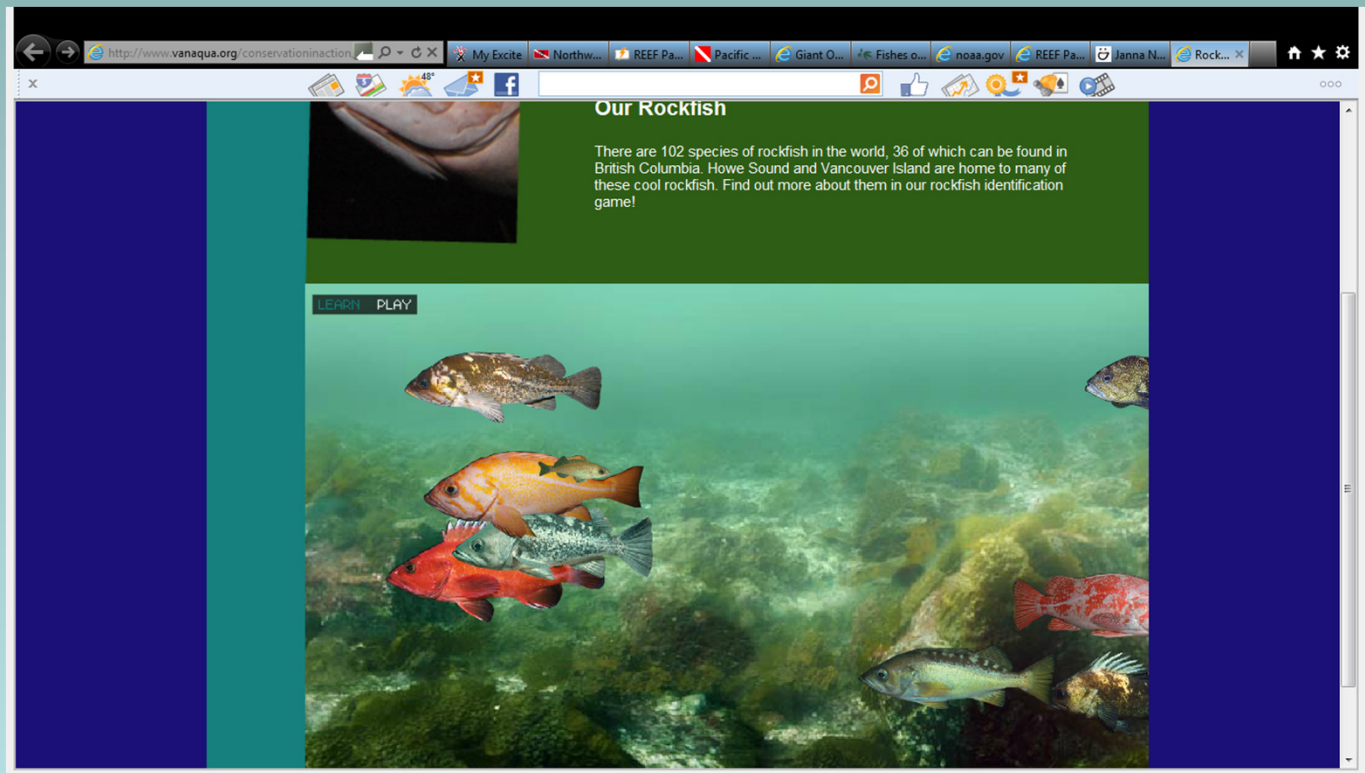 http://www.vanaqua.org/conservationinaction
My Excite
Northw...
REEF Pa...
Pacific ...
Giant O...
Fishes o...
noaa.gov
REEF Pa...
Janna N...
Rock...
x
48°
Our Rockfish
There are 102 species of rockfish in the world, 36 of which can be found in
British Columbia. Howe Sound and Vancouver Island are home to many of
these cool rockfish. Find out more about them in our rockfish identification
game!
LEARN PLAY